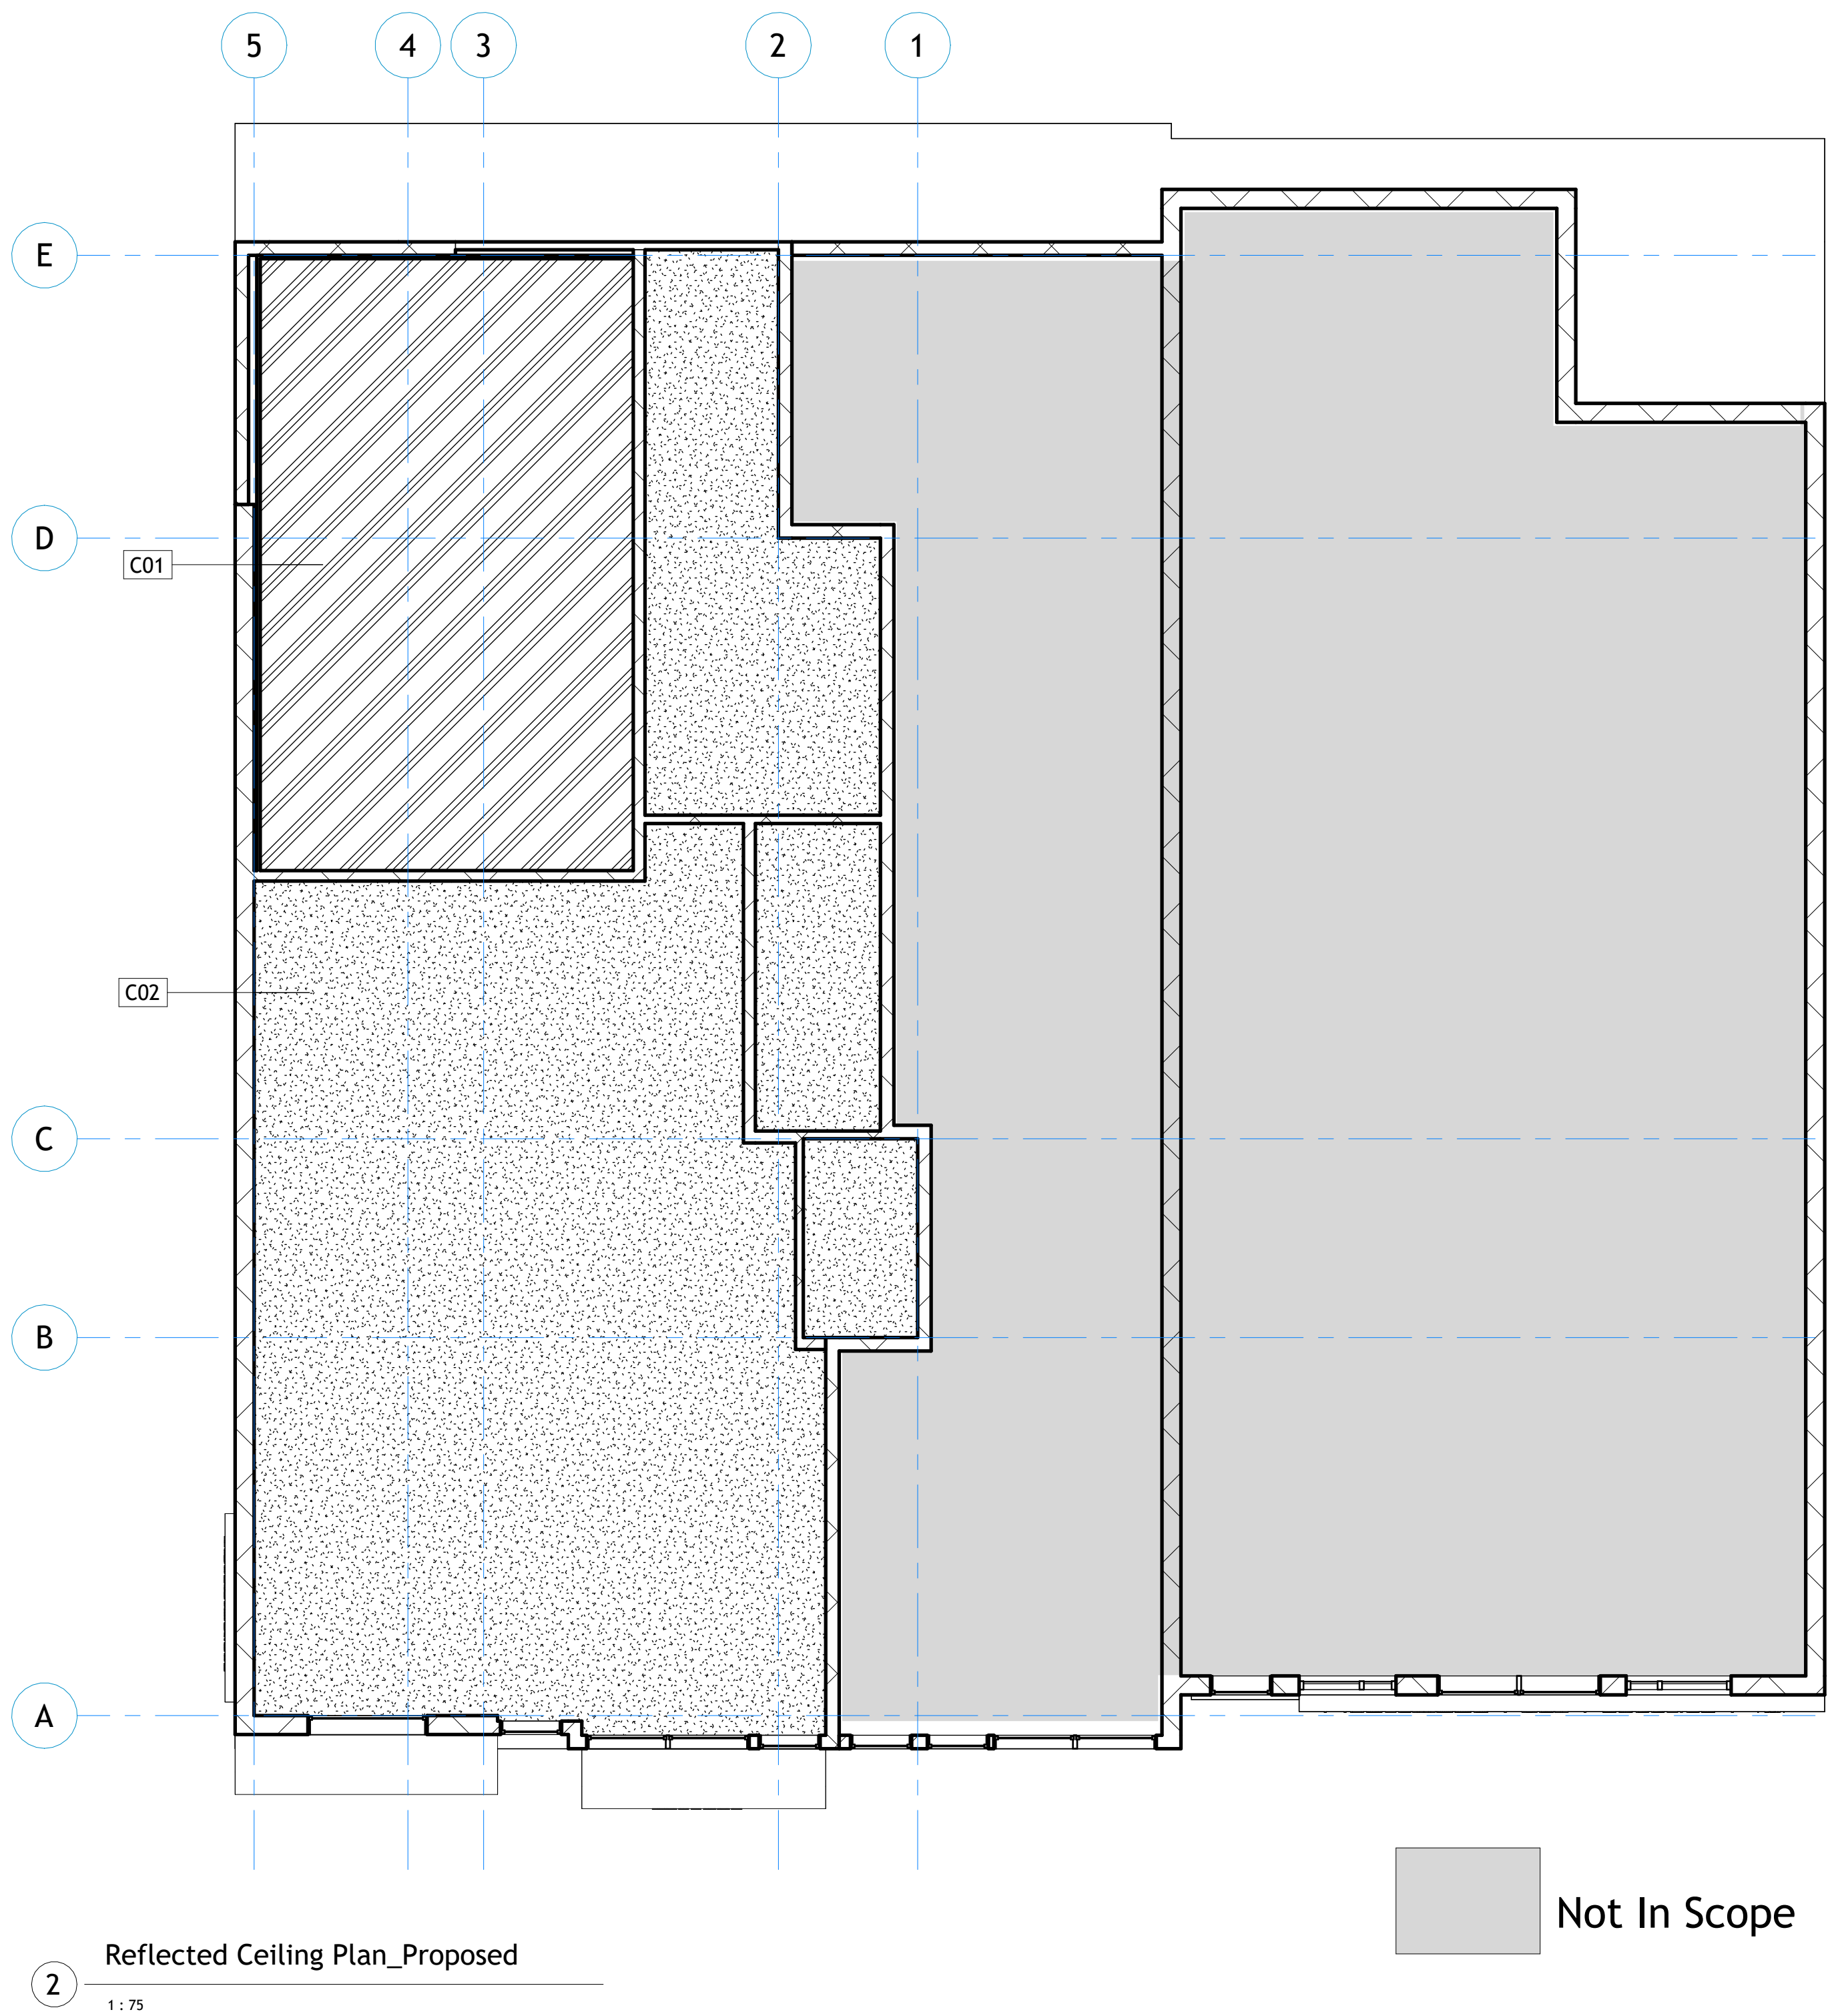 5 4 3 2 1
E
D
C01
C02
C
B
A
Not In Scope
Reflected Ceiling Plan_Proposed
2
1 : 75